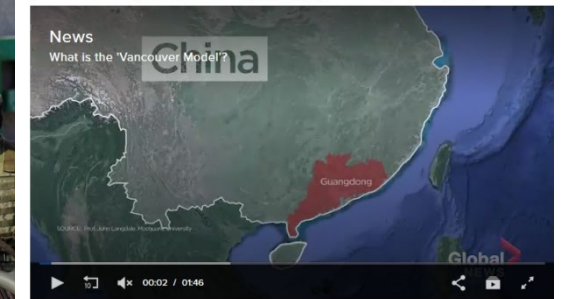 News
China
What is the 'Vancouver Model'?
Guangdong
SOURCE: Prof. John Langdale, Macquarie University
Global
NEWS
10
00:02 / 01:46